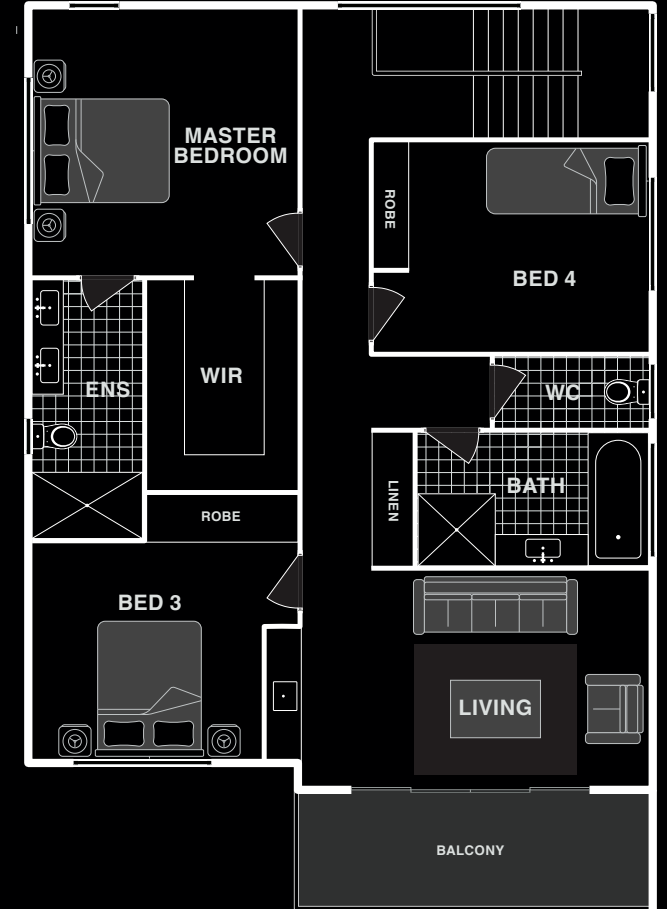 MASTER
BEDROOM
ROBE
BED 4
WIR
ENS
WC
LINEN
BATH
ROBE
BED 3
LIVING
BALCONY